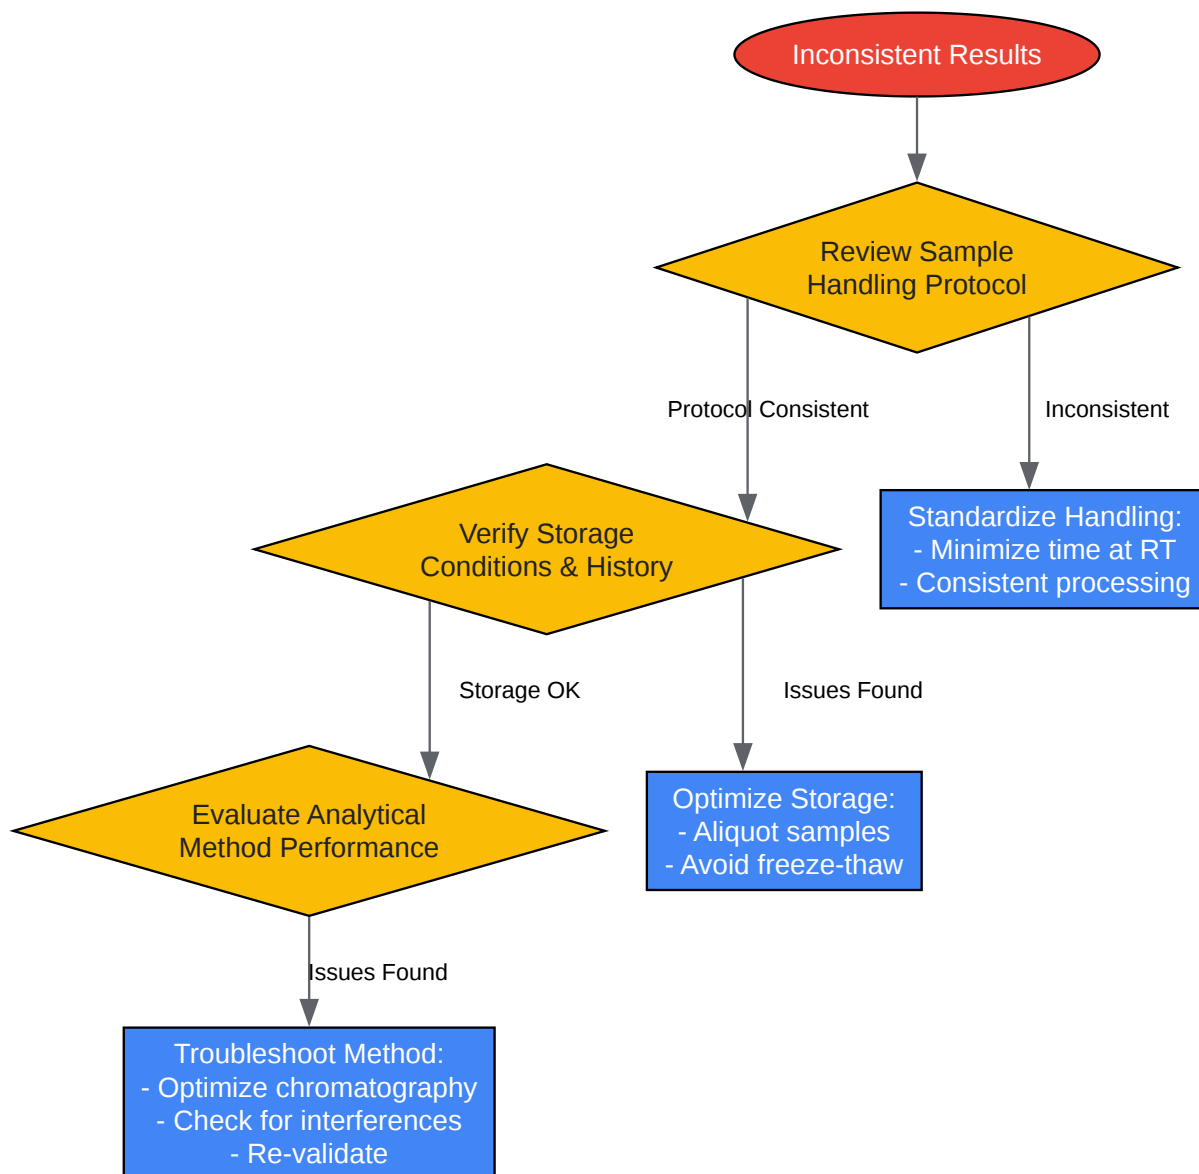 Inconsistent Results
Review Sample
Handling Protocol
Protocol Consistent
Inconsistent
Verify Storage
Conditions & History
Standardize Handling:
- Minimize time at RT
- Consistent processing
Storage OK
Issues Found
Evaluate Analytical
Method Performance
Optimize Storage:
- Aliquot samples
- Avoid freeze-thaw
Issues Found
Troubleshoot Method:
- Optimize chromatography
- Check for interferences
- Re-validate